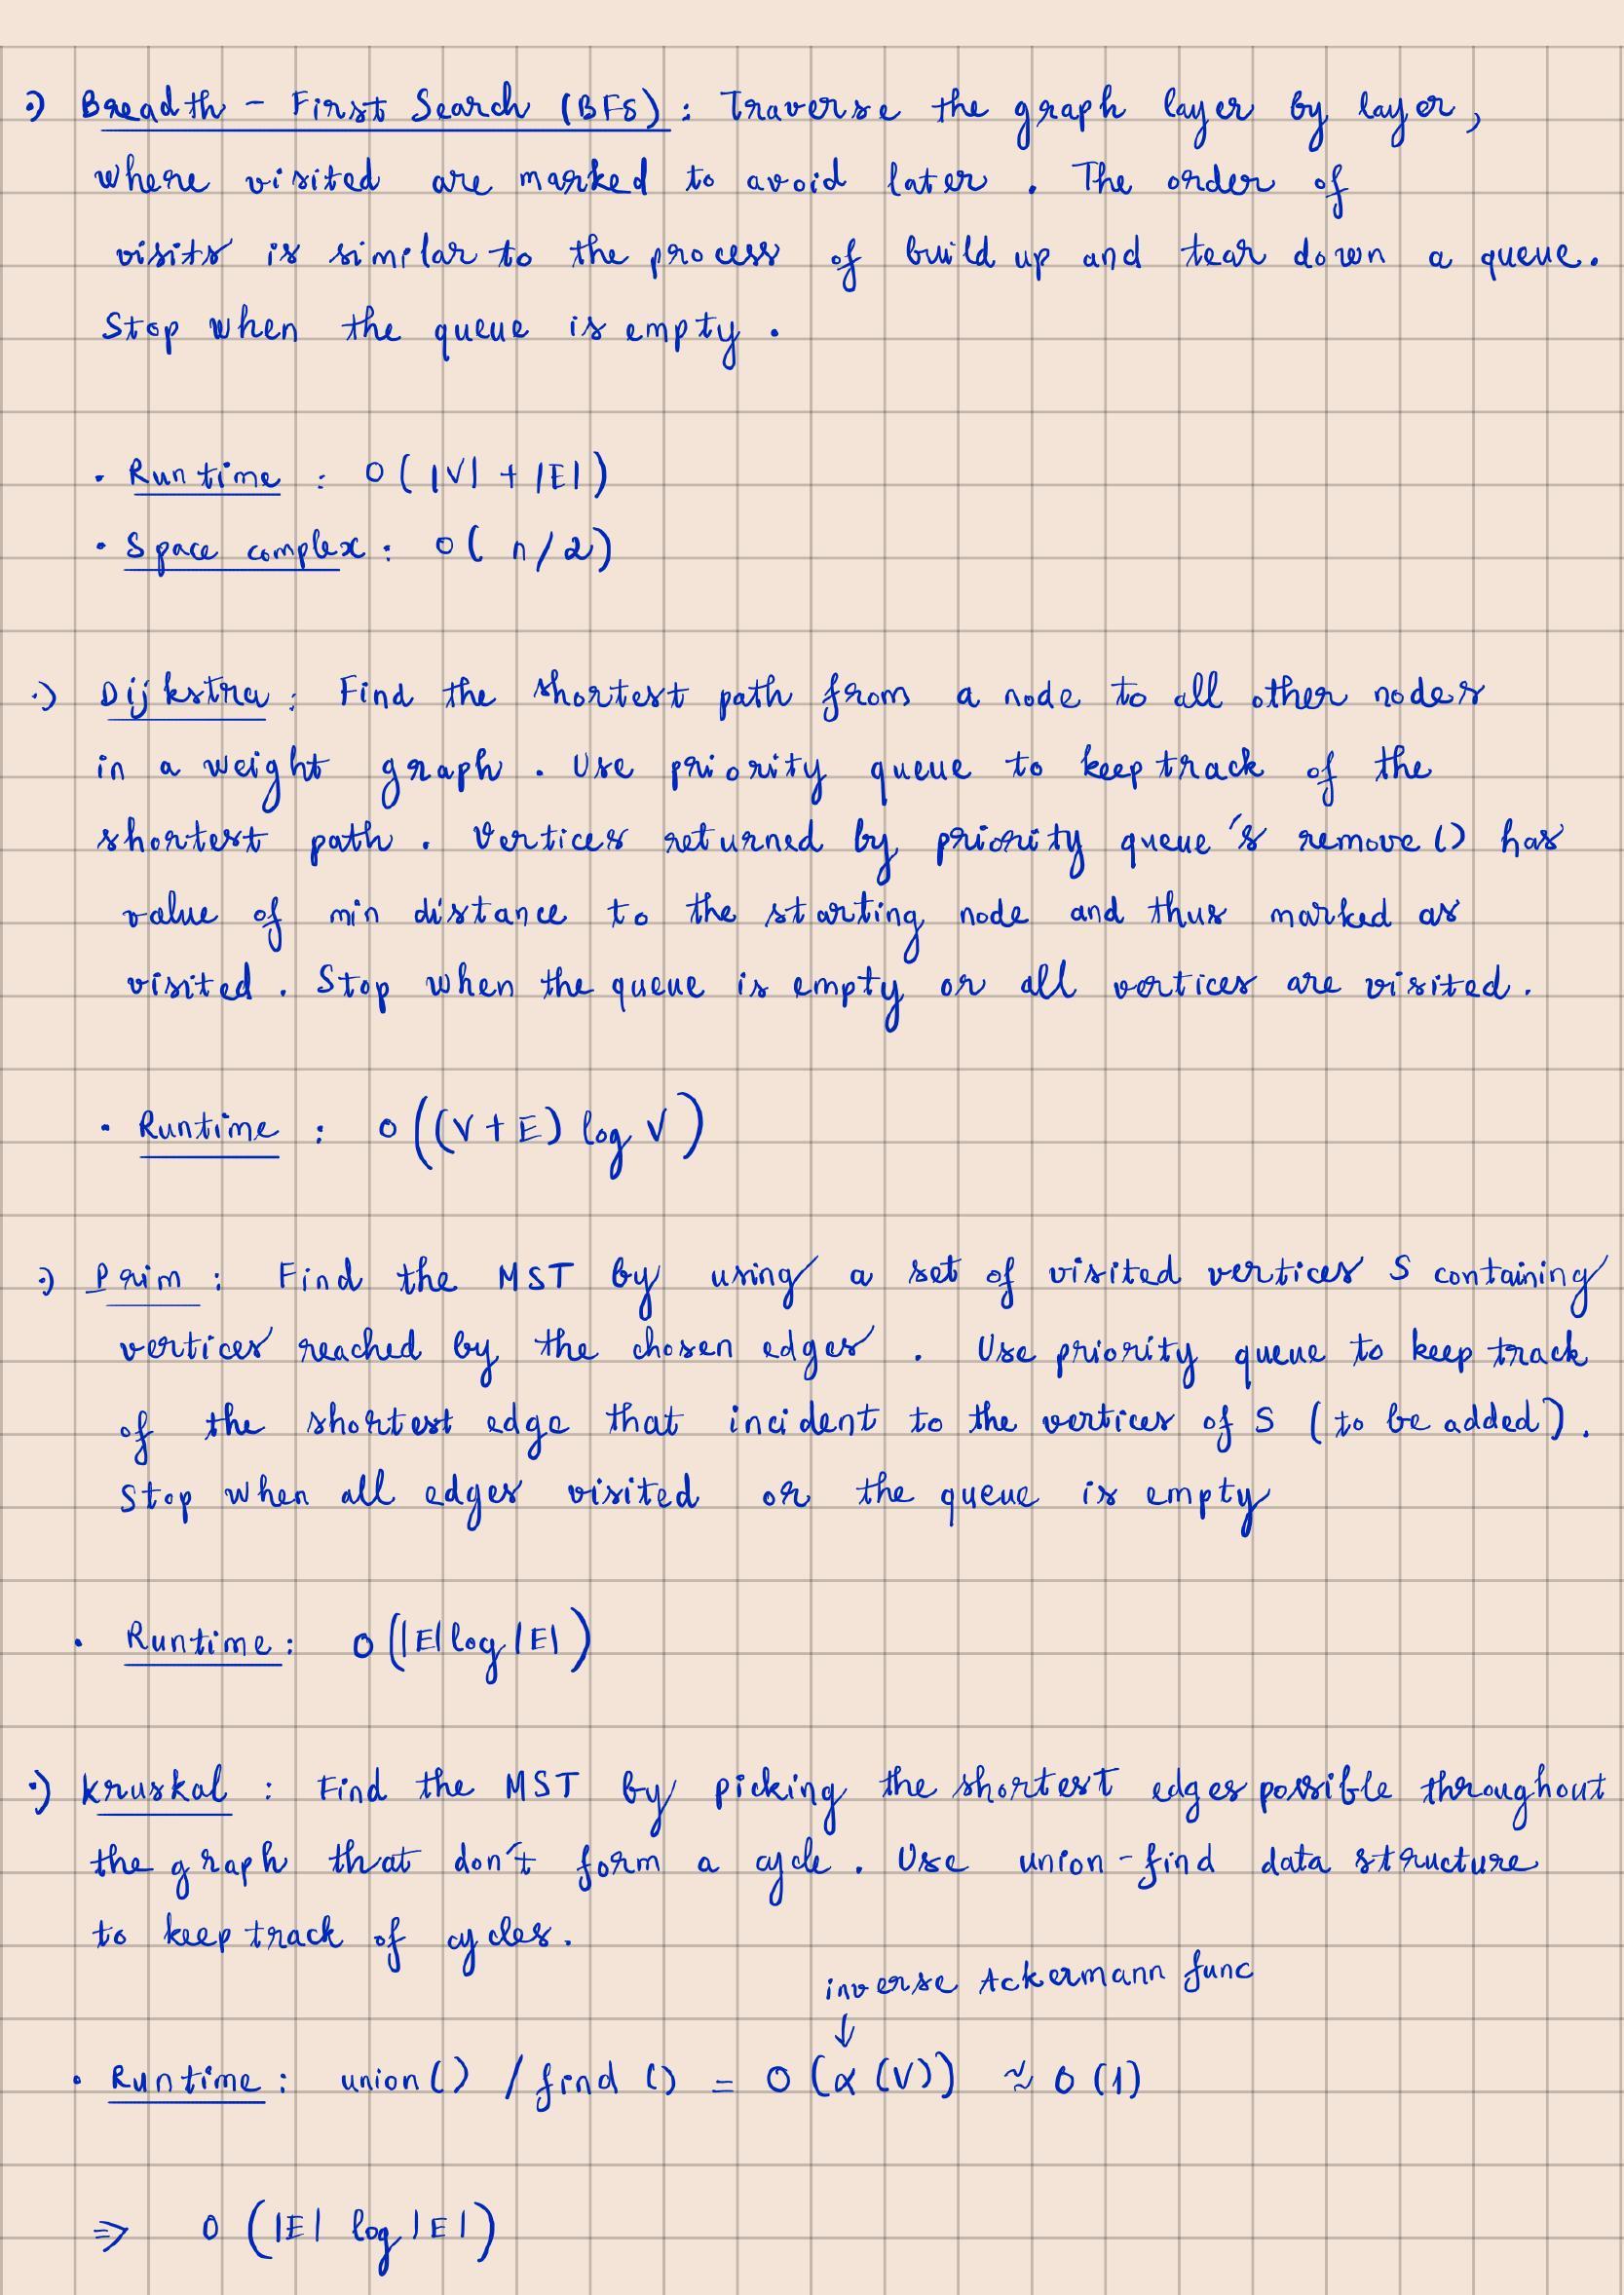 ·) Breadth - First Search (BFS) : Traverse the graph layer by layer,
where visited are marked to avoid later . The order of
visits is similar to the process of build up and tear down a queue.
Stop when the queue is empty .
· Runtime : O ( |V| + |E| )
· Space complex : O( n/2 )
·) Dijkstra : Find the shortest path from a node to all other nodes
in a weight graph . Use priority queue to keep track of the
shortest path . Vertices returned by priority queue's remove () has
value of min distance to the starting node and thus marked as
visited . Stop when the queue is empty or all vertices are visited .
· Runtime : O ((V + E) log V )
·) Prim : Find the MST by using a set of visited vertices S containing
vertices reached by the chosen edges . Use priority queue to keep track
of the shortest edge that incident to the vertices of S ( to be added ) .
Stop when all edges visited or the queue is empty
· Runtime : O (|E| log |E| )
·) Kruskal : Find the MST by picking the shortest edges possible throughout
the graph that don't form a cycle . Use union-find data structure
to keep track of cycles .
inverse Ackermann func
↓
· Runtime : union () / find () = O (α (V)) ≈ O (1)
⇒ O (|E| log |E| )